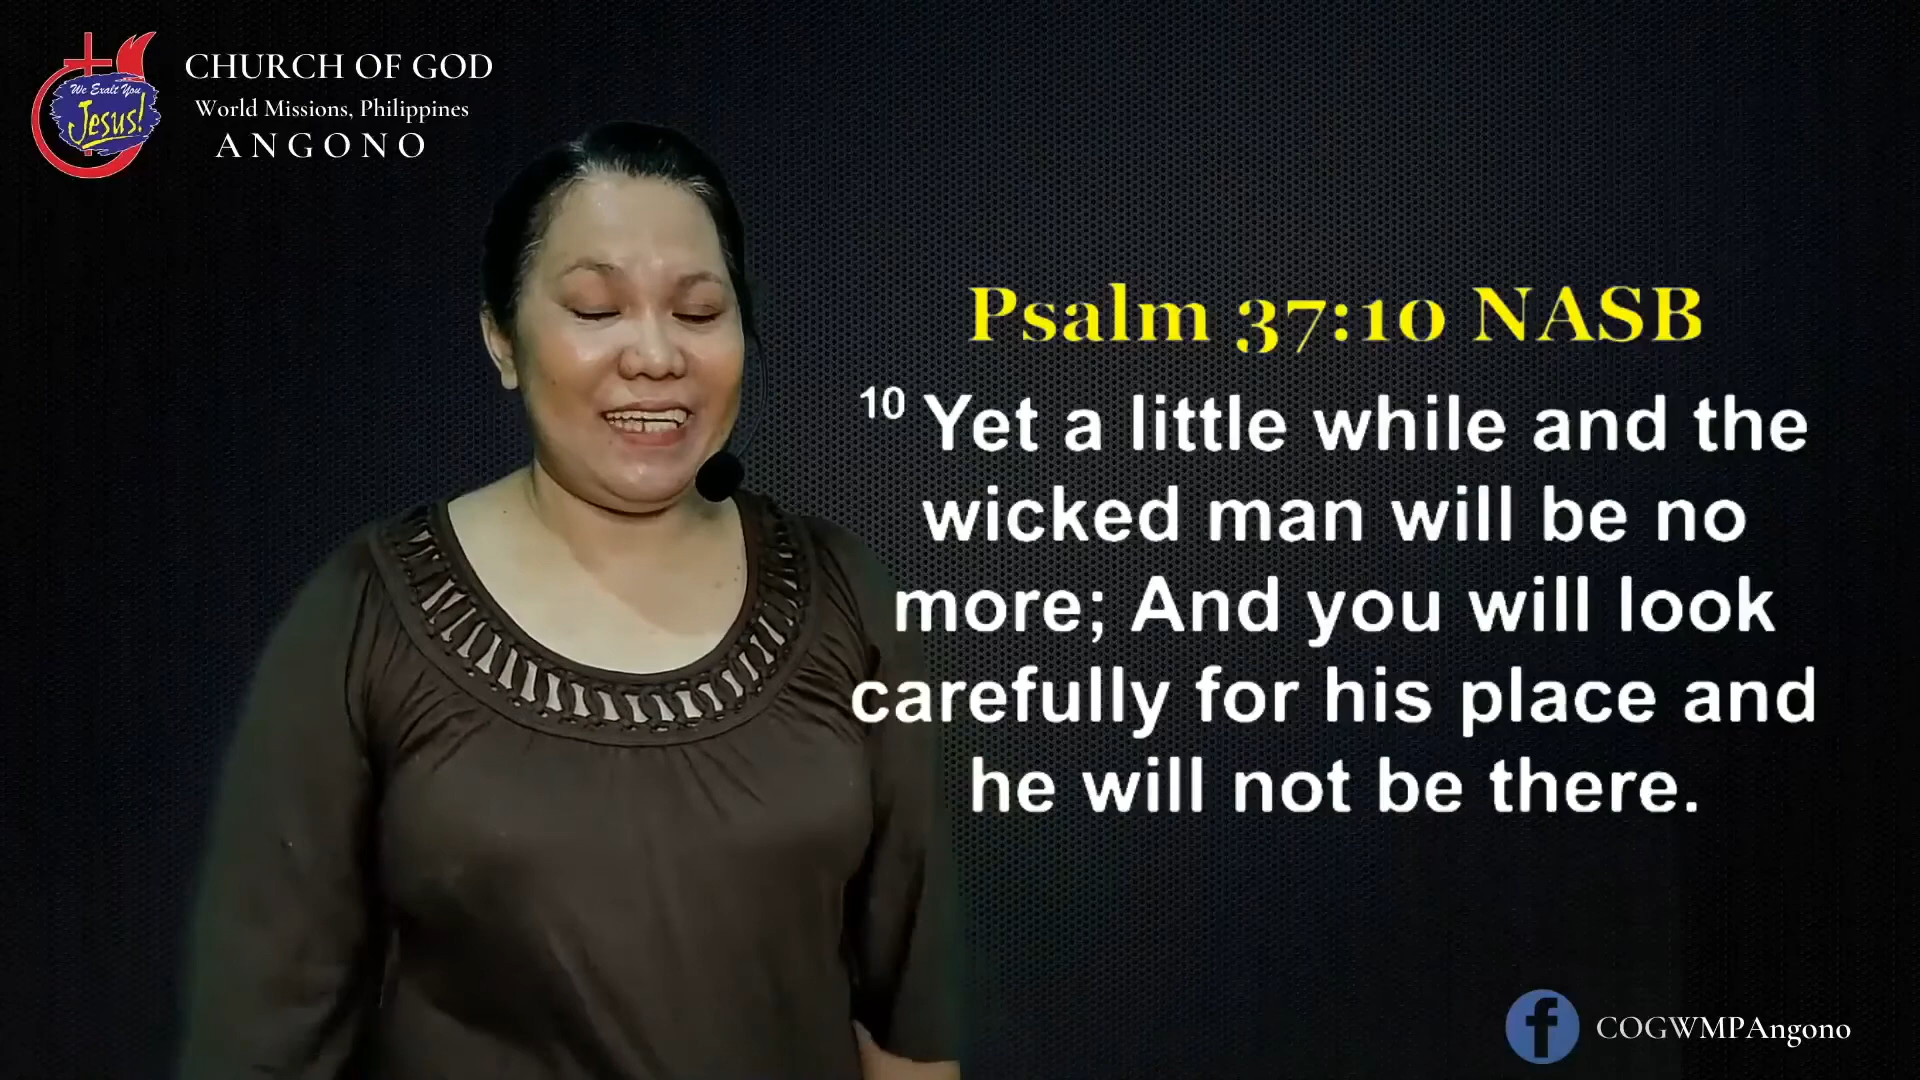 We Exalt You
Jesus!
CHURCH OF GOD
World Missions, Philippines
ANGONO
Psalm 37:10 NASB
10 Yet a little while and the
wicked man will be no
more; And you will look
carefully for his place and
he will not be there.
f COGWMPAngono